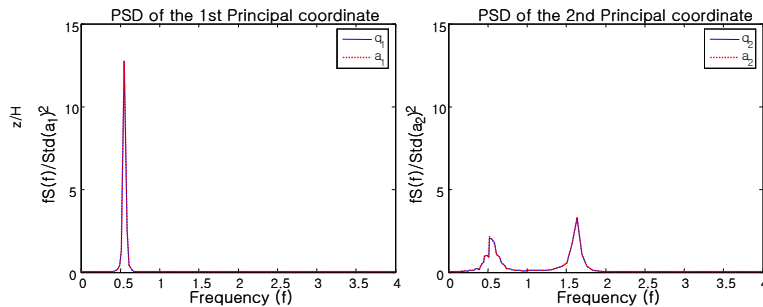 PSD of the 1st Principal coordinate
q1
a1
15
10
5
0
z/H
fS(f)/Std(a1)^2
0 0.5 1 1.5 2 2.5 3 3.5 4
Frequency (f)
PSD of the 2nd Principal coordinate
q2
a2
15
10
5
0
fS(f)/Std(a2)^2
0 0.5 1 1.5 2 2.5 3 3.5 4
Frequency (f)